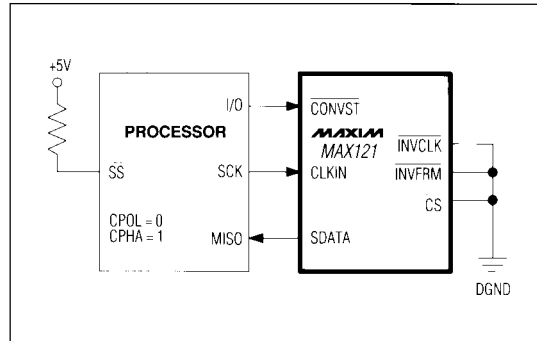 +5V
I/O
PROCESSOR
SS
SCK
CPOL = 0
CPHA = 1
MISO
CONVST
MAXIM
MAX121
INVCLK
CLKIN
INVFRM
CS
SDATA
DGND